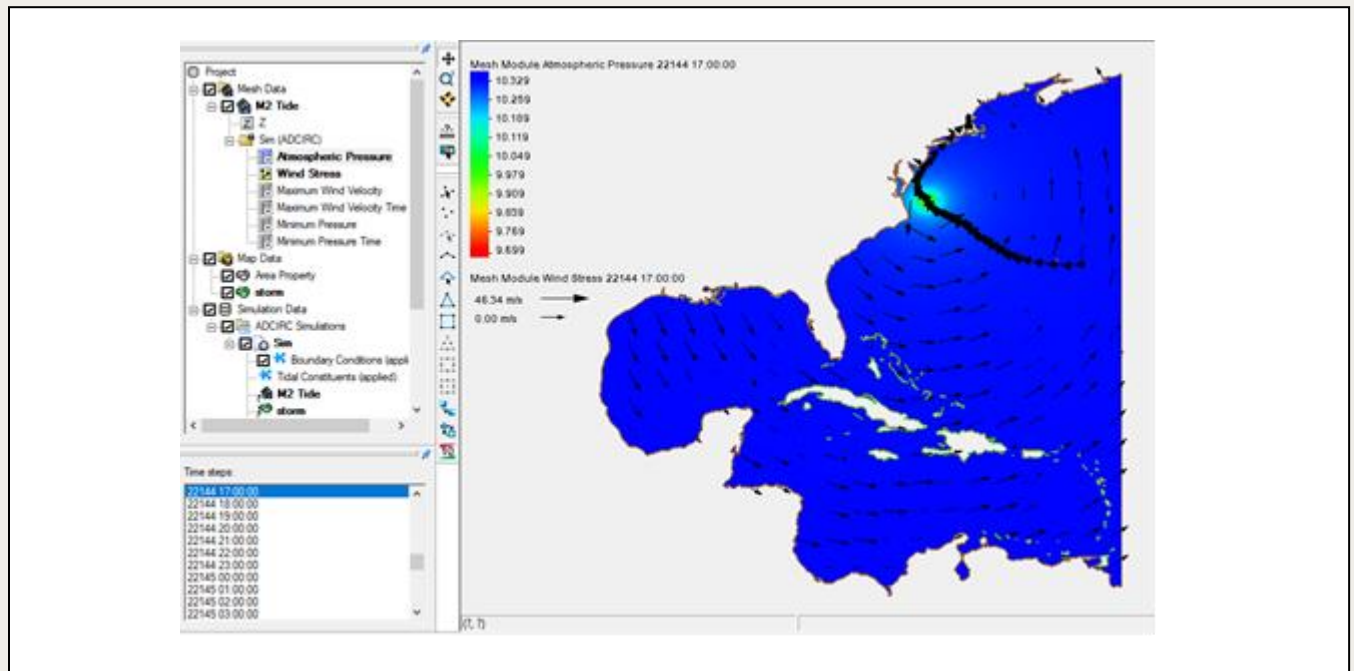 Project
Mesh Data
M2 Tide
Z
Sim (ADCIRC)
Atmospheric Pressure
Wind Stress
Maximum Wind Velocity
Maximum Wind Velocity Time
Minimum Pressure
Minimum Pressure Time
Map Data
Area Property
storm
Simulation Data
ADCIRC Simulations
Sim
Boundary Conditions (appli
Tidal Constituents (applied)
M2 Tide
storm
Time steps:
22144 17:00:00
22144 18:00:00
22144 19:00:00
22144 20:00:00
22144 21:00:00
22144 22:00:00
22144 23:00:00
22145 00:00:00
22145 01:00:00
22145 02:00:00
22145 03:00:00
Mesh Module Atmospheric Pressure 22144 17:00:00
10.329
10.259
10.189
10.119
10.049
9.979
9.909
9.839
9.769
9.699
Mesh Module Wind Stress 22144 17:00:00
46.34 m/s
0.00 m/s
(?, ?)